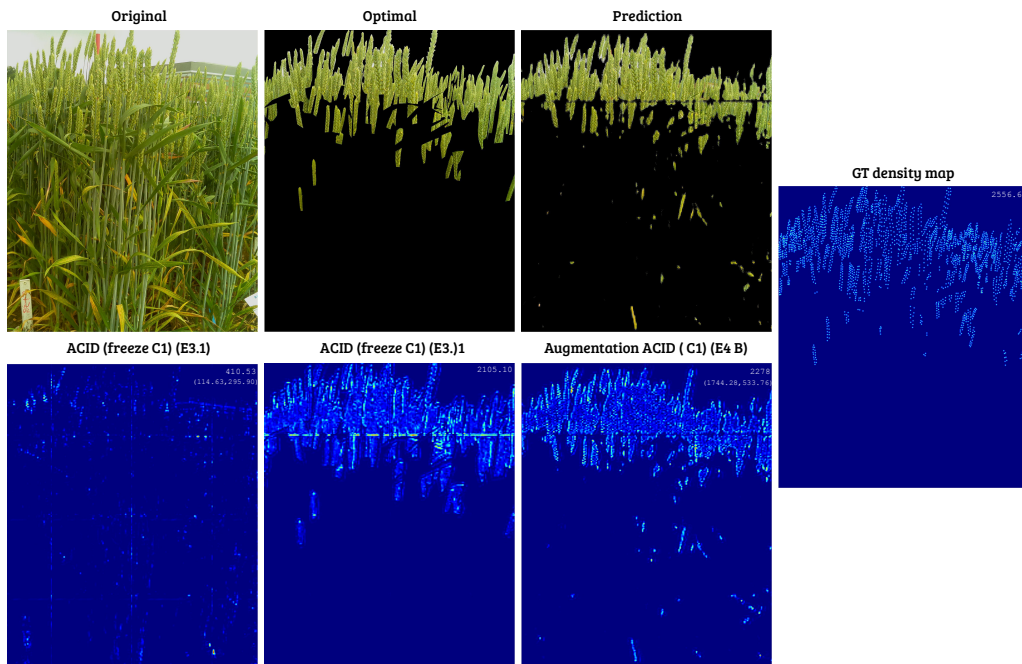 Original
Optimal
Prediction
GT density map
2556.6
ACID (freeze C1) (E3.1)
ACID (freeze C1) (E3.)1
Augmentation ACID ( C1) (E4 B)
410.53
(114.63,295.90)
2105.10
2278
(1744.28,533.76)